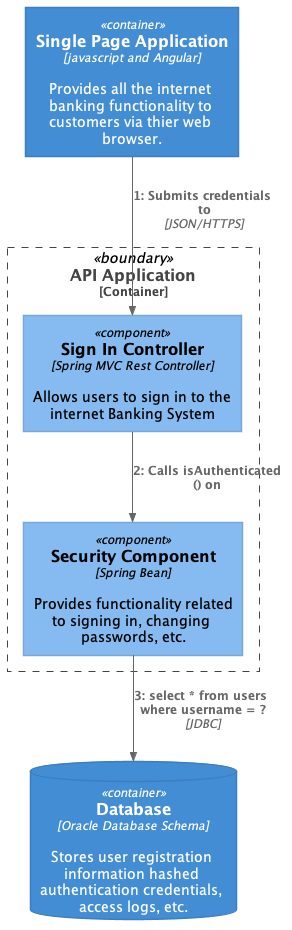 «container»
Single Page Application
[javascript and Angular]
Provides all the internet
banking functionality to
customers via thier web
browser.
1: Submits credentials
to
[JSON/HTTPS]
«boundary»
API Application
[Container]
«component»
Sign In Controller
[Spring MVC Rest Controller]
Allows users to sign in to the
internet Banking System
2: Calls isAuthenticated
() on
«component»
Security Component
[Spring Bean]
Provides functionality related
to signing in, changing
passwords, etc.
3: select * from users
where username = ?
[JDBC]
«container»
Database
[Oracle Database Schema]
Stores user registration
information hashed
authentication credentials,
access logs, etc.